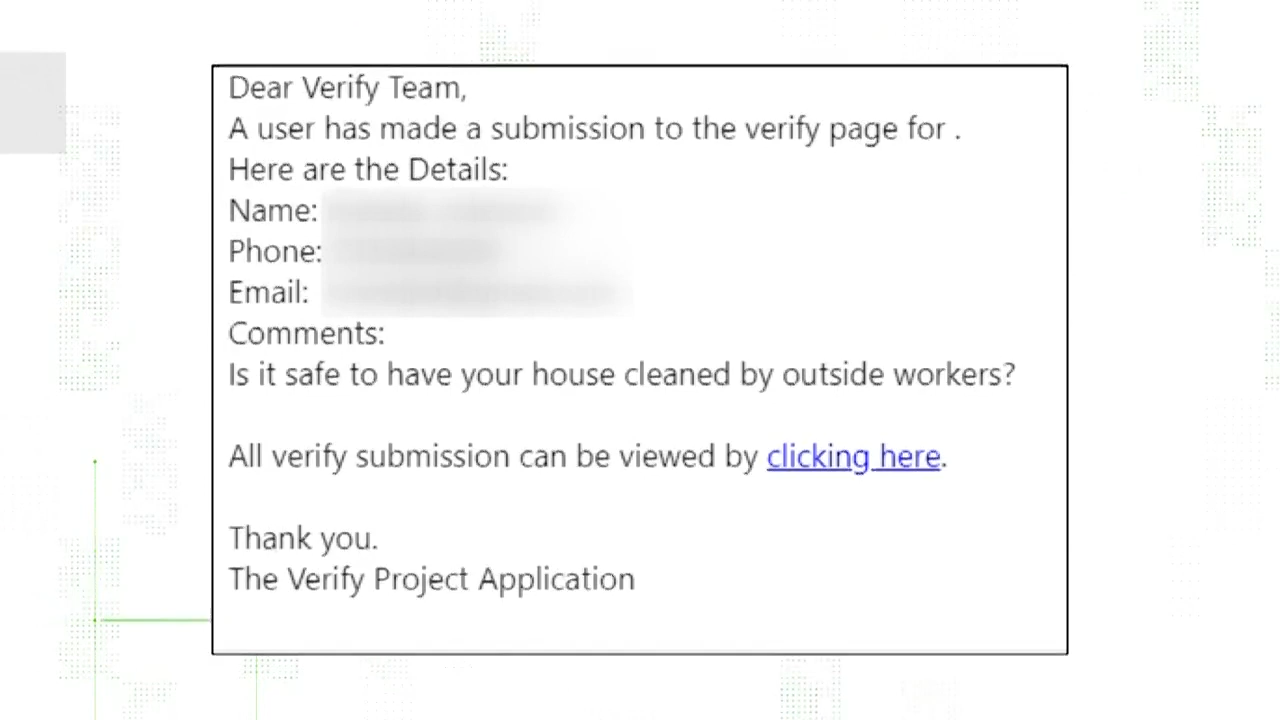 Dear Verify Team,
A user has made a submission to the verify page for .
Here are the Details:
Name:
Phone:
Email:
Comments:
Is it safe to have your house cleaned by outside workers?
All verify submission can be viewed by clicking here.
Thank you.
The Verify Project Application